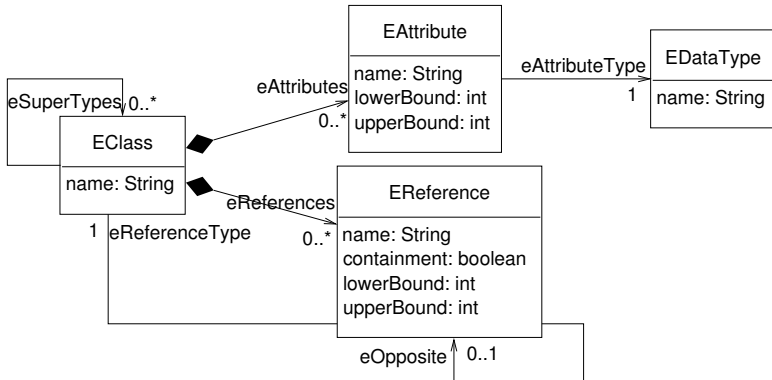 EAttribute
name: String
lowerBound: int
upperBound: int
eAttributeType
1
EDataType
name: String
eSuperTypes
0..*
eAttributes
0..*
EClass
name: String
eReferences
0..*
1
eReferenceType
EReference
name: String
containment: boolean
lowerBound: int
upperBound: int
eOpposite
0..1